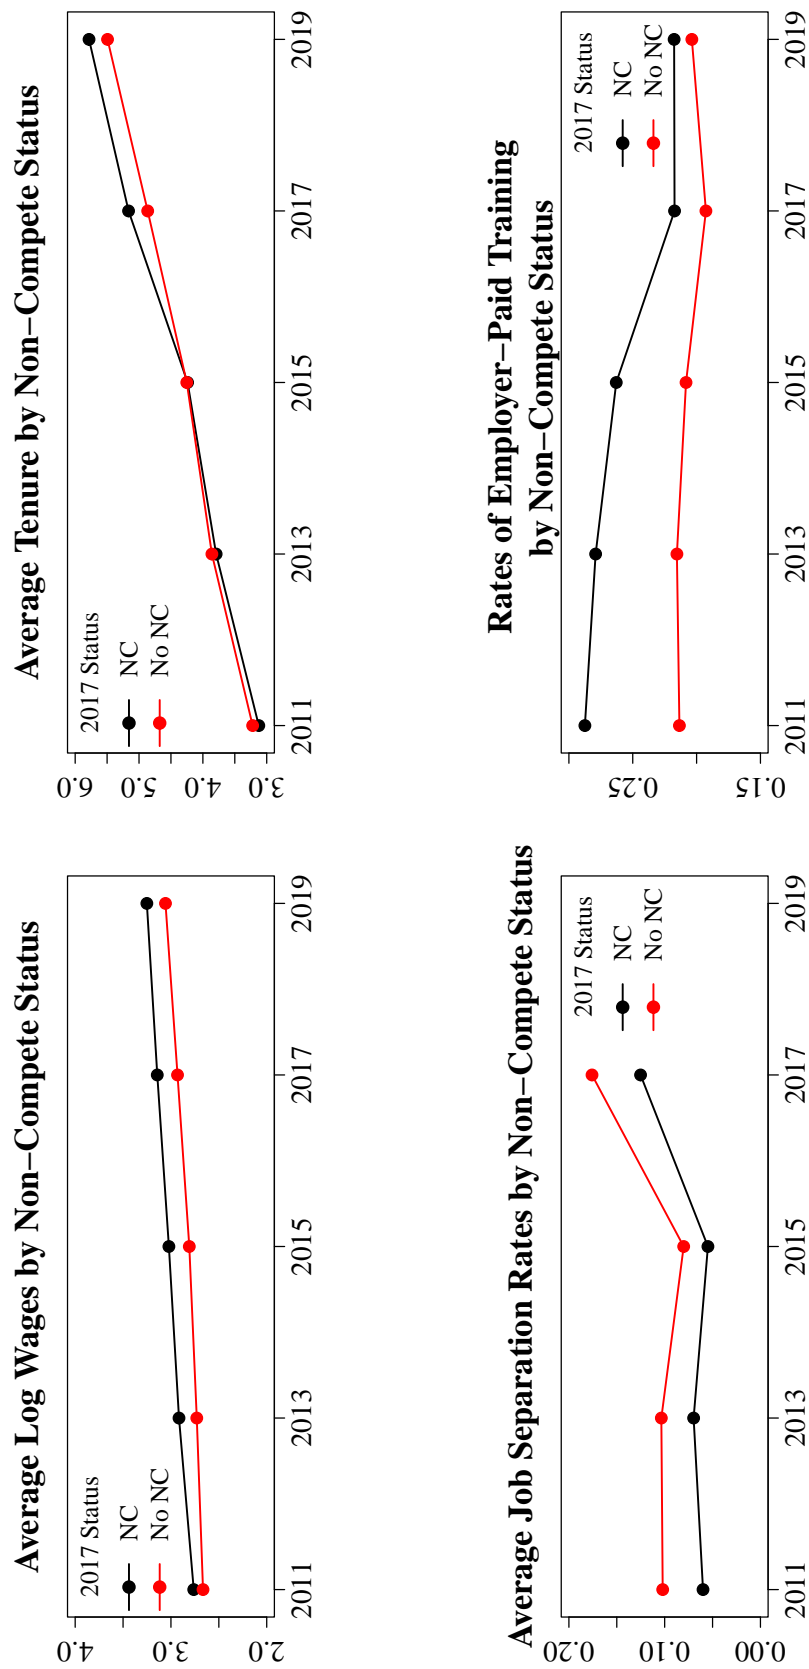 Average Log Wages by Non−Compete Status
2017 Status
NC
No NC
4.0
3.0
2.0
2011
2013
2015
2017
2019
Average Tenure by Non−Compete Status
2017 Status
NC
No NC
6.0
5.0
4.0
3.0
2011
2013
2015
2017
2019
Average Job Separation Rates by Non−Compete Status
2017 Status
NC
No NC
0.20
0.10
0.00
2011
2013
2015
2017
2019
Rates of Employer−Paid Training
by Non−Compete Status
2017 Status
NC
No NC
0.25
0.15
2011
2013
2015
2017
2019